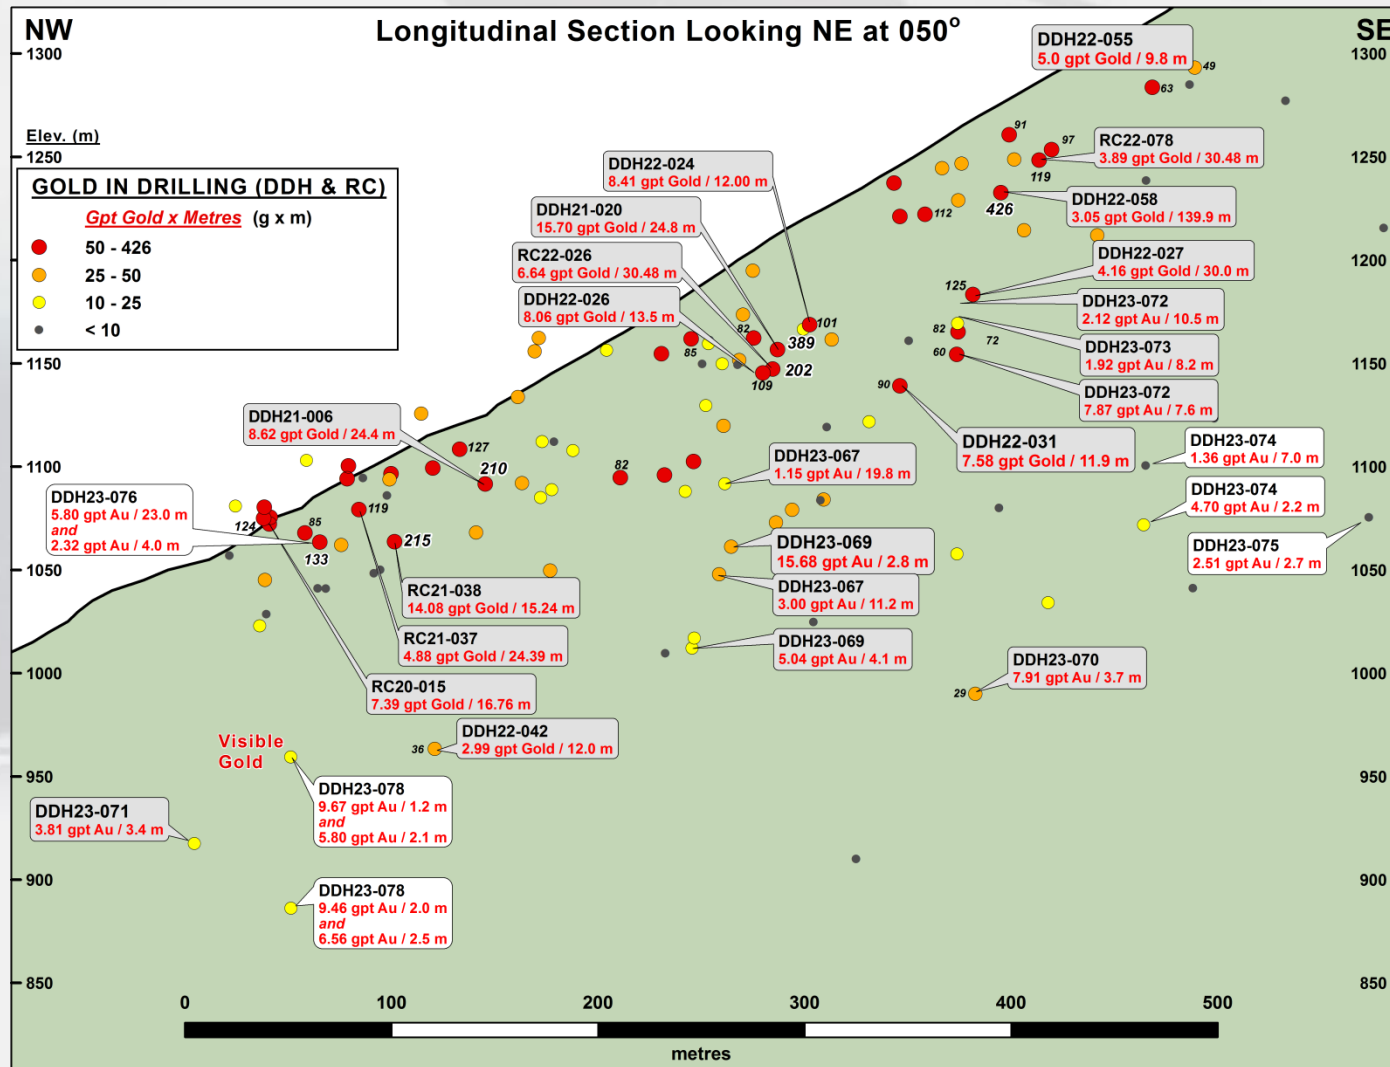 NW
Longitudinal Section Looking NE at 050°
SE
1300
1300
DDH22-055
5.0 gpt Gold / 9.8 m
49
63
Elev. (m)
1250
1250
GOLD IN DRILLING (DDH & RC)
Gpt Gold x Metres (g x m)
50 - 426
25 - 50
10 - 25
< 10
91
97
RC22-078
3.89 gpt Gold / 30.48 m
119
DDH22-024
8.41 gpt Gold / 12.00 m
DDH22-058
3.05 gpt Gold / 139.9 m
426
112
DDH21-020
15.70 gpt Gold / 24.8 m
RC22-026
6.64 gpt Gold / 30.48 m
DDH22-026
8.06 gpt Gold / 13.5 m
1200
DDH22-027
4.16 gpt Gold / 30.0 m
125
DDH23-072
2.12 gpt Au / 10.5 m
82
72
DDH23-073
1.92 gpt Au / 8.2 m
60
DDH23-072
7.87 gpt Au / 7.6 m
82
101
85
389
202
109
1150
1150
90
DDH22-031
7.58 gpt Gold / 11.9 m
DDH21-006
8.62 gpt Gold / 24.4 m
127
210
82
DDH23-067
1.15 gpt Au / 19.8 m
DDH23-074
1.36 gpt Au / 7.0 m
1100
1100
DDH23-076
5.80 gpt Au / 23.0 m
and
2.32 gpt Au / 4.0 m
124
85
133
119
215
DDH23-074
4.70 gpt Au / 2.2 m
DDH23-075
2.51 gpt Au / 2.7 m
DDH23-069
15.68 gpt Au / 2.8 m
1050
1050
RC21-038
14.08 gpt Gold / 15.24 m
DDH23-067
3.00 gpt Au / 11.2 m
RC21-037
4.88 gpt Gold / 24.39 m
DDH23-069
5.04 gpt Au / 4.1 m
DDH23-070
7.91 gpt Au / 3.7 m
29
1000
1000
RC20-015
7.39 gpt Gold / 16.76 m
DDH22-042
2.99 gpt Gold / 12.0 m
36
Visible
Gold
950
950
DDH23-078
9.67 gpt Au / 1.2 m
and
5.80 gpt Au / 2.1 m
DDH23-071
3.81 gpt Au / 3.4 m
900
900
DDH23-078
9.46 gpt Au / 2.0 m
and
6.56 gpt Au / 2.5 m
850
850
0
100
200
300
400
500
metres